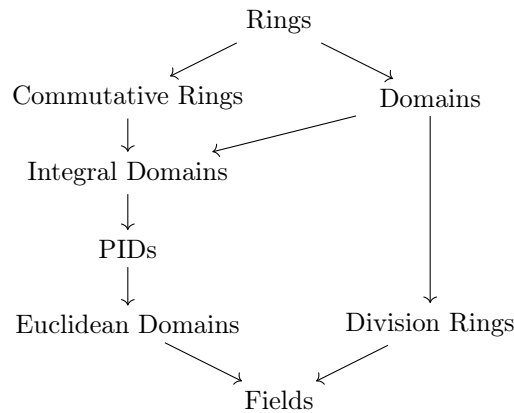 Rings
Commutative Rings
Domains
Integral Domains
PIDs
Euclidean Domains
Division Rings
Fields